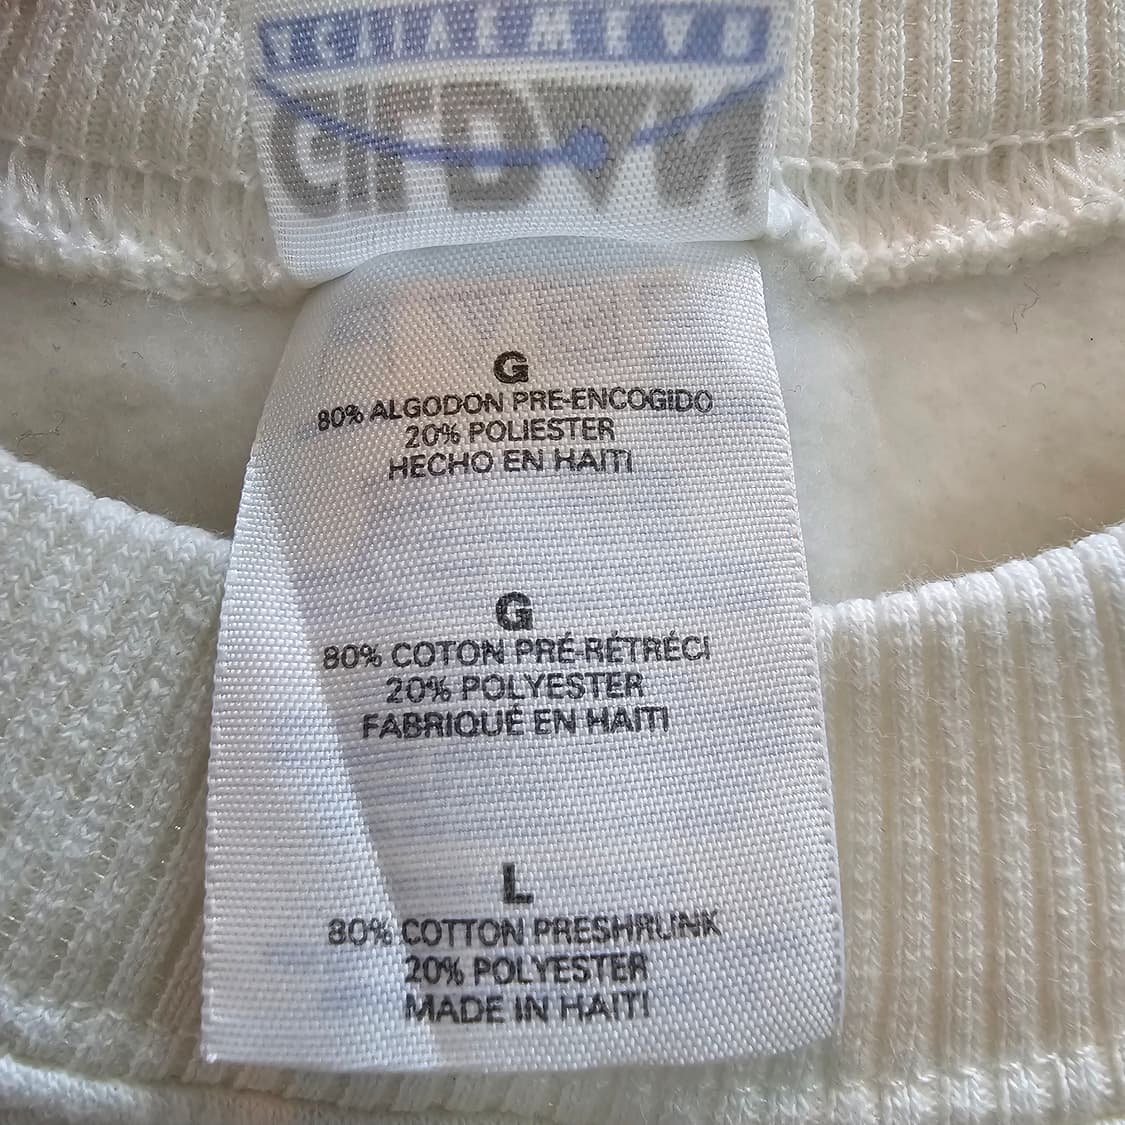 G
80% ALGODON PRE-ENCOGIDO
20% POLIESTER
HECHO EN HAITI
G
80% COTON PRÉ-RÉTRÉCI
20% POLYESTER
FABRIQUÉ EN HAITI
L
80% COTTON PRESHRUNK
20% POLYESTER
MADE IN HAITI